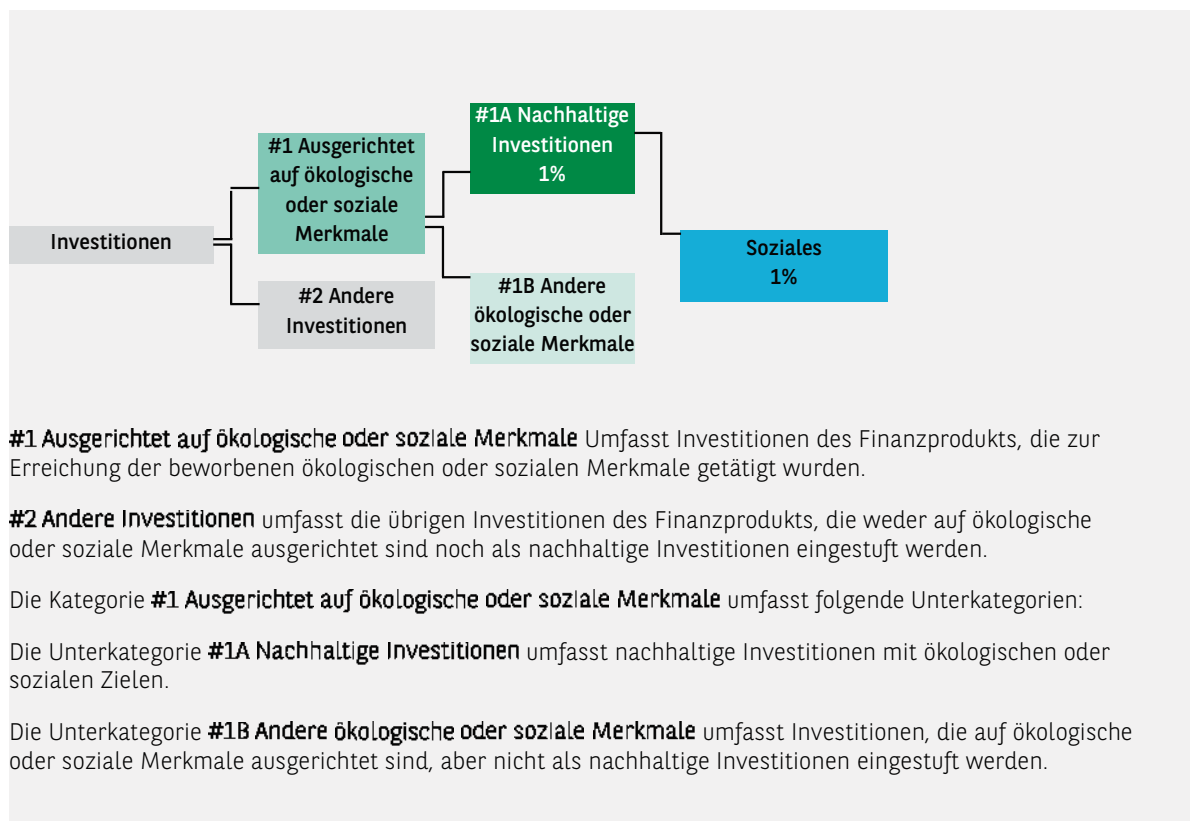 #1A Nachhaltige
Investitionen
1%
#1 Ausgerichtet
auf ökologische
oder soziale
Merkmale
Investitionen
Soziales
1%
#2 Andere
Investitionen
#1B Andere
ökologische oder
soziale Merkmale
#1 Ausgerichtet auf ökologische oder soziale Merkmale Umfasst Investitionen des Finanzprodukts, die zur
Erreichung der beworbenen ökologischen oder sozialen Merkmale getätigt wurden.
#2 Andere Investitionen umfasst die übrigen Investitionen des Finanzprodukts, die weder auf ökologische
oder soziale Merkmale ausgerichtet sind noch als nachhaltige Investitionen eingestuft werden.
Die Kategorie #1 Ausgerichtet auf ökologische oder soziale Merkmale umfasst folgende Unterkategorien:
Die Unterkategorie #1A Nachhaltige Investitionen umfasst nachhaltige Investitionen mit ökologischen oder
sozialen Zielen.
Die Unterkategorie #1B Andere ökologische oder soziale Merkmale umfasst Investitionen, die auf ökologische
oder soziale Merkmale ausgerichtet sind, aber nicht als nachhaltige Investitionen eingestuft werden.